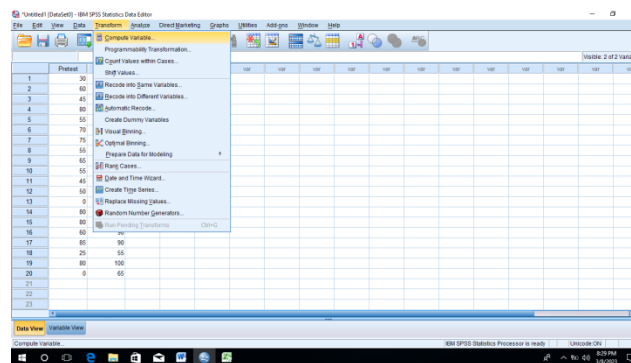 *Untitled1 [DataSet0] - IBM SPSS Statistics Data Editor
File Edit View Data Transform Analyze Direct Marketing Graphs Utilities Add-ons Window Help
Visible: 2 of 2 Varia
Compute Variable...
Programmability Transformation...
Count Values within Cases...
Shift Values...
Recode into Same Variables...
Recode into Different Variables...
Automatic Recode...
Create Dummy Variables
Visual Binning...
Optimal Binning...
Prepare Data for Modeling
Rank Cases...
Date and Time Wizard...
Create Time Series...
Replace Missing Values...
Random Number Generators...
Run Pending Transforms Ctrl+G
Pretest var var var var var var var var var var var
1 30
2 60
3 45
4 80
5 55
6 70
7 75
8 55
9 65
10 55
11 45
12 50
13 0
14 80
15 80
16 60 90
17 85 90
18 25 55
19 80 100
20 0 65
21
22
23
Data View Variable View
Compute Variable... IBM SPSS Statistics Processor is ready Unicode:ON
8:29 PM